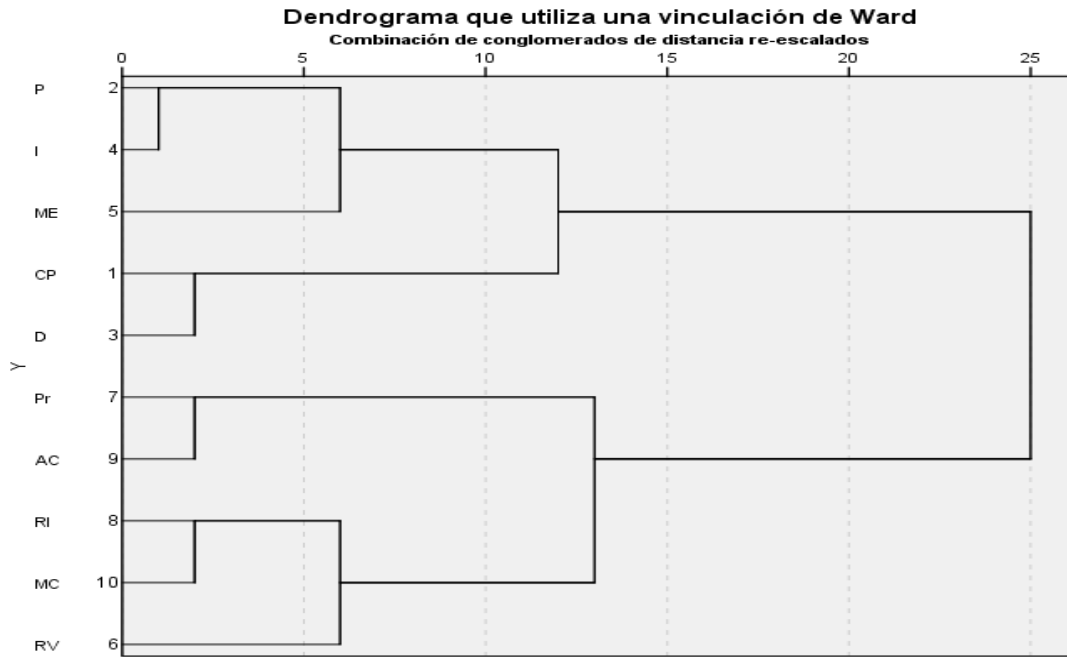 Dendrograma que utiliza una vinculación de Ward
Combinación de conglomerados de distancia re-escalados
0 5 10 15 20 25
P 2
I 4
ME 5
CP 1
D 3
Y
Pr 7
AC 9
RI 8
MC 10
RV 6